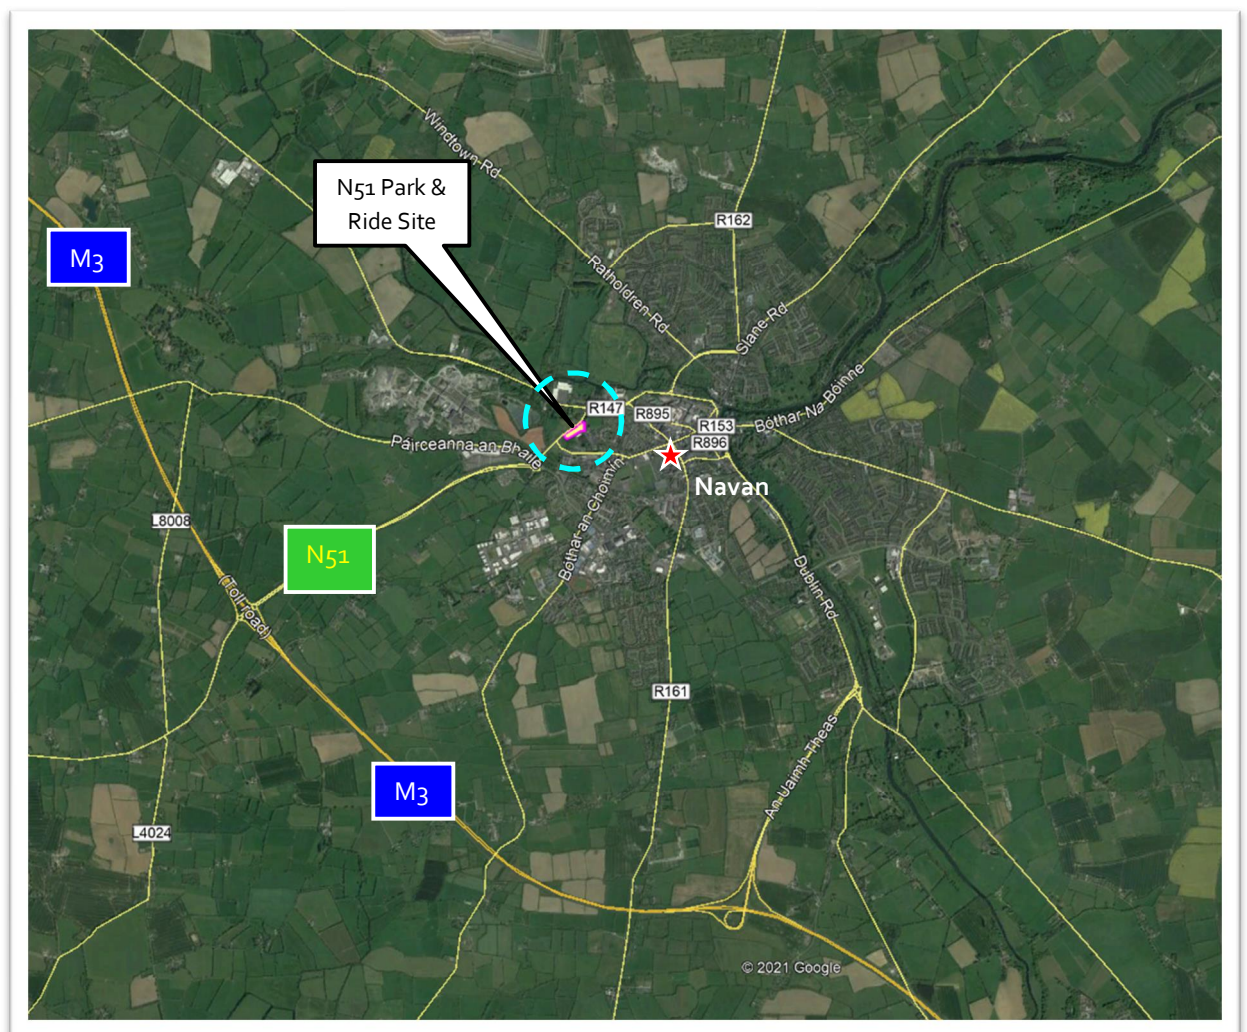 Windtown Rd
N51 Park &
Ride Site
R162
M3
Ratholdren Rd
Slane Rd
R147
R895
Bóthar Na Bóinne
R153
R896
Páirceanna an Bhaile
Navan
Bóthar an Choimín
L8008
N51
(Toll road)
Dublin Rd
R161
An Uaimh Theas
M3
L4024
© 2021 Google